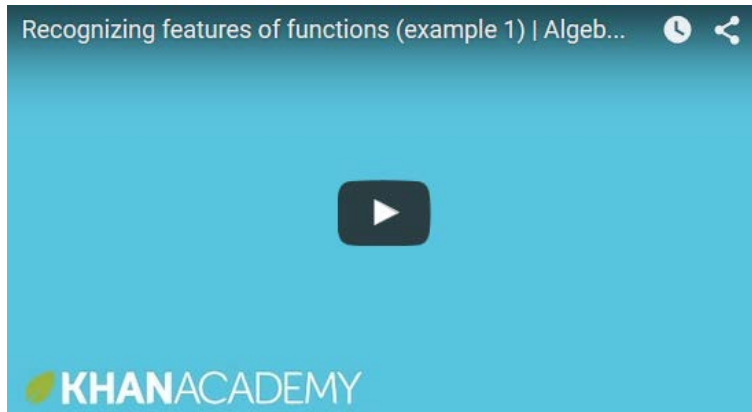 Recognizing features of functions (example 1) | Algeb...
KHANACADEMY